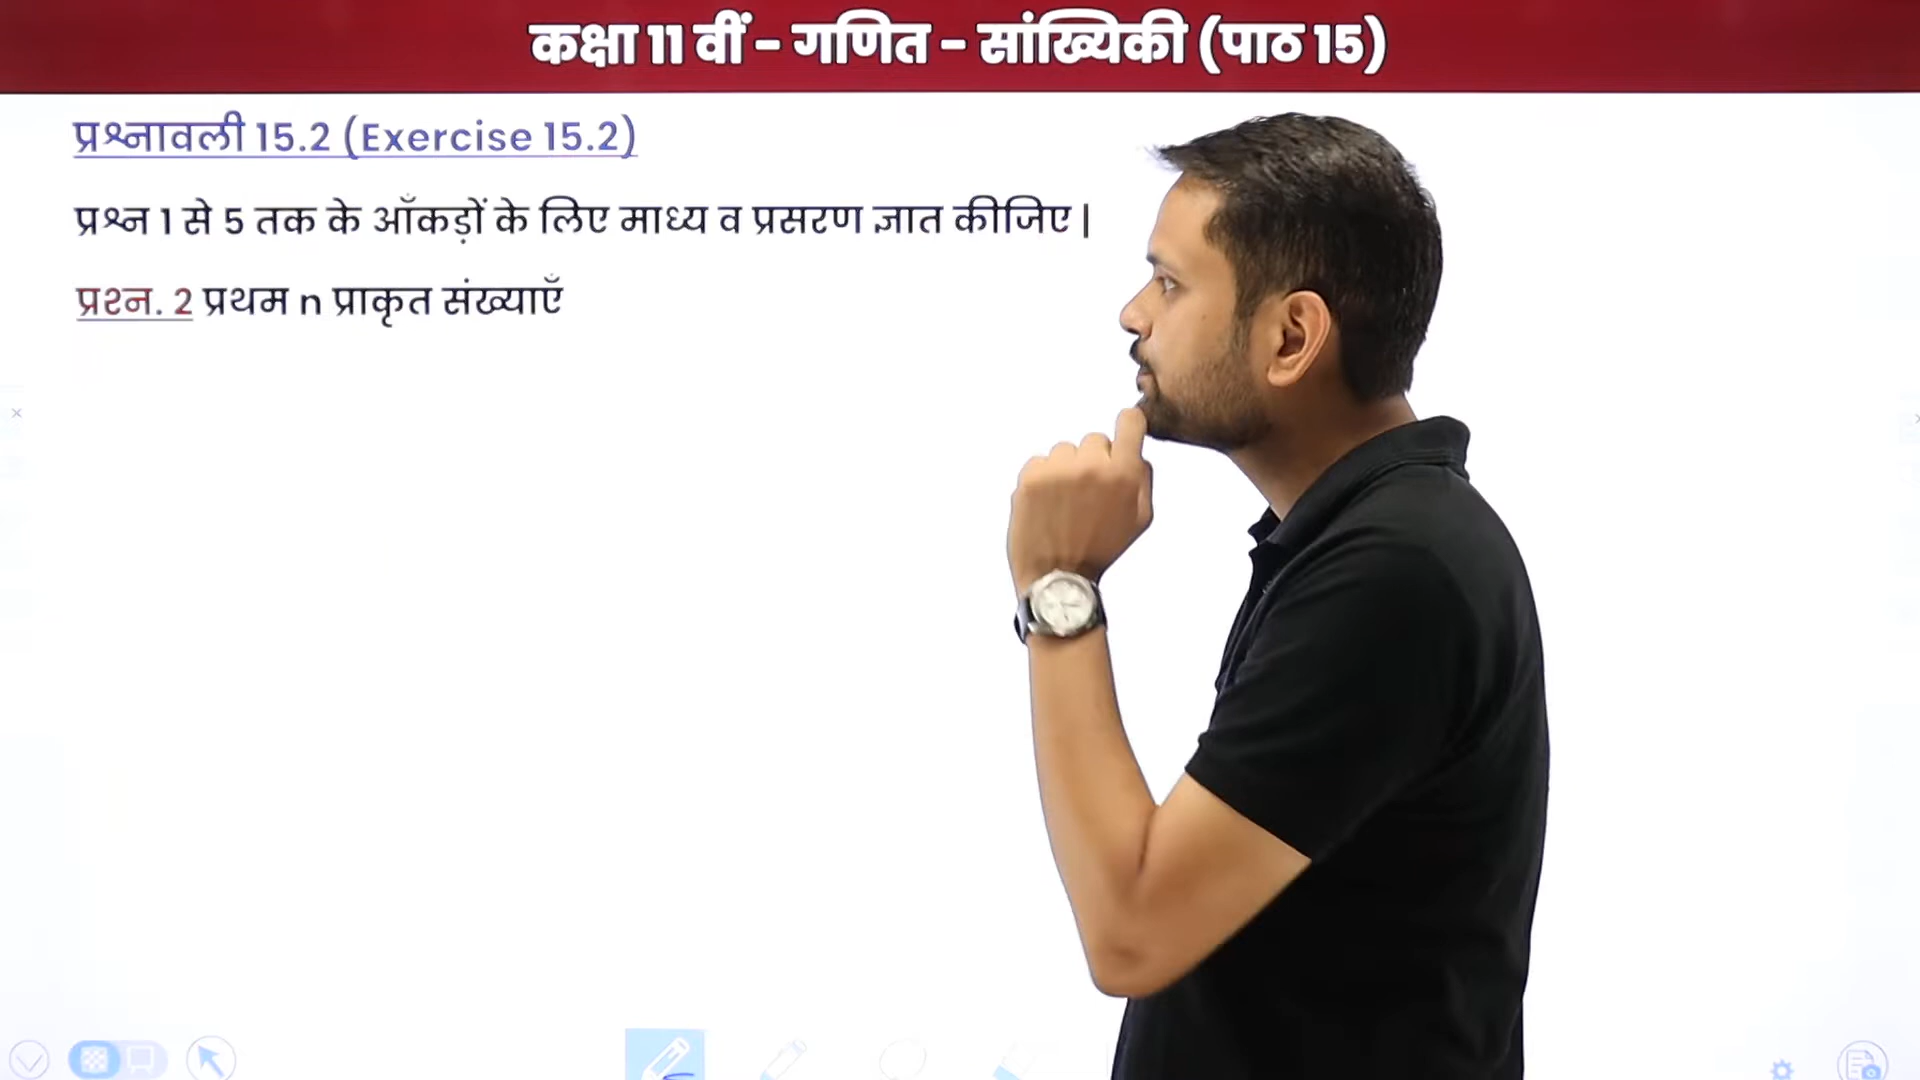 कक्षा 11 वीं - गणित - सांख्यिकी (पाठ 15)
प्रश्नावली 15.2 (Exercise 15.2)
प्रश्न 1 से 5 तक के आँकड़ों के लिए माध्य व प्रसरण ज्ञात कीजिए |
प्रश्न. 2 प्रथम n प्राकृत संख्याएँ